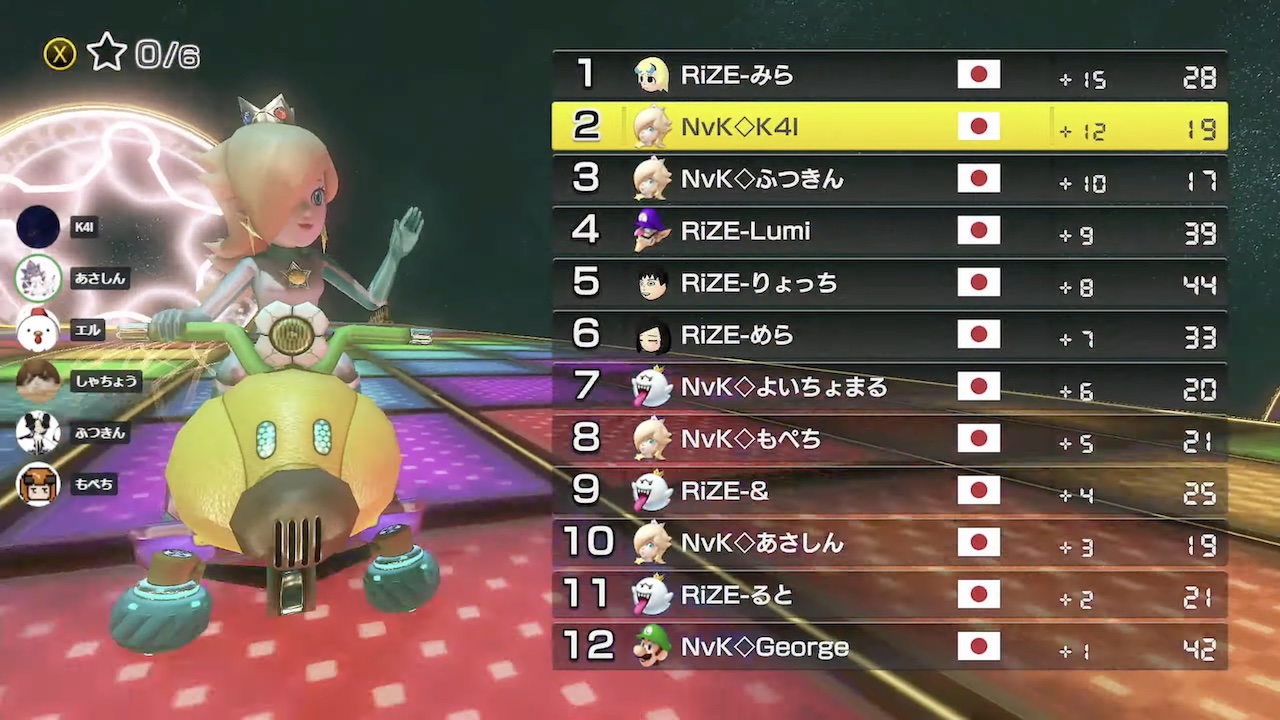 X 0/6
K4I
あさしん
エル
しゃちょう
ふつきん
もぺち
1 RiZE-みら +15 28
2 NvK◇K4I +12 19
3 NvK◇ふつきん +10 17
4 RiZE-Lumi +9 39
5 RiZE-りょっち +8 44
6 RiZE-めら +7 33
7 NvK◇よいちょまる +6 20
8 NvK◇もぺち +5 21
9 RiZE-& +4 25
10 NvK◇あさしん +3 19
11 RiZE-ると +2 21
12 NvK◇George +1 42